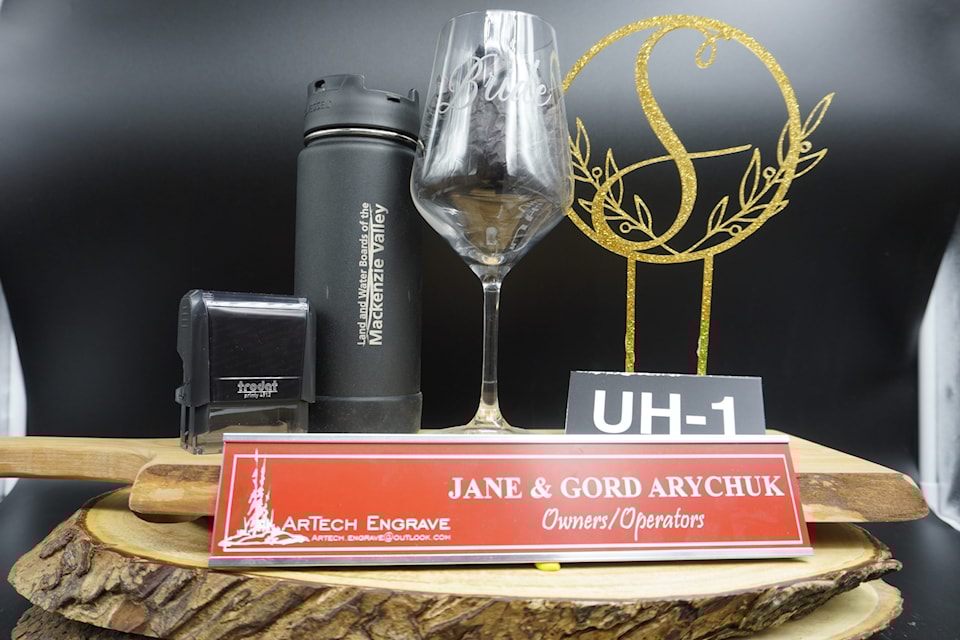 Bride
Land and Water Boards of the
Mackenzie Valley
S
trodat
printy 4912
UH-1
JANE & GORD ARYCHUK
Owners/Operators
ARTECH ENGRAVE
ARTECH.ENGRAVE@OUTLOOK.COM